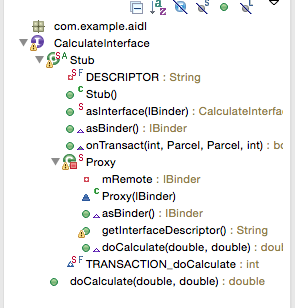 com.example.aidl
CalculateInterface
Stub
DESCRIPTOR : String
Stub()
asInterface(IBinder) : CalculateInterfa
asBinder() : IBinder
onTransact(int, Parcel, Parcel, int) : bo
Proxy
mRemote : IBinder
Proxy(IBinder)
asBinder() : IBinder
getInterfaceDescriptor() : String
doCalculate(double, double) : doul
TRANSACTION_doCalculate : int
doCalculate(double, double) : double